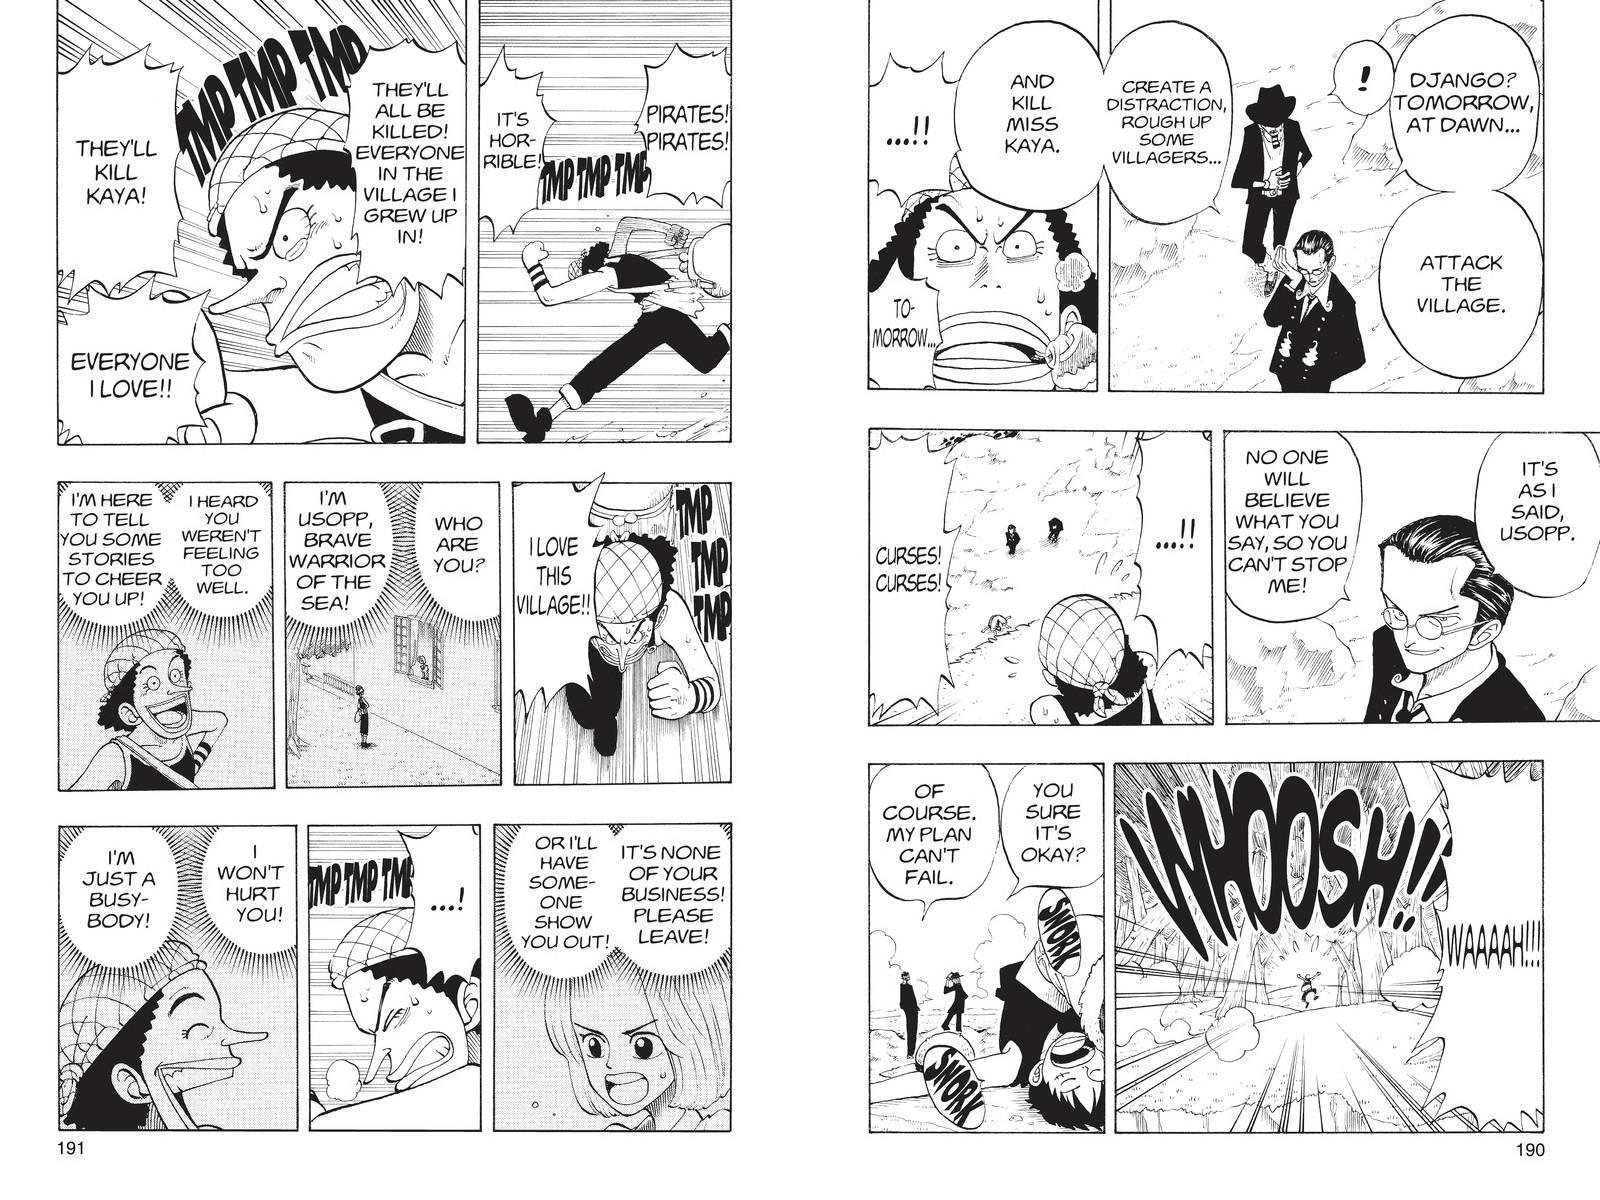 DJANGO?
TOMORROW,
AT DAWN...
!
ATTACK
THE
VILLAGE.
CREATE A
DISTRACTION,
ROUGH UP
SOME
VILLAGERS...
AND
KILL
MISS
KAYA.
...!!
TO-
MORROW...
IT'S
AS I
SAID,
USOPP.
NO ONE
WILL
BELIEVE
WHAT YOU
SAY, SO YOU
CAN'T STOP
ME!
...!!
CURSES!
CURSES!
WAAAAH!!!
WHOOSH!!
YOU
SURE
IT'S
OKAY?
OF
COURSE.
MY PLAN
CAN'T
FAIL.
SNORK
SNORK
190
PIRATES!
PIRATES!
IT'S
HOR-
RIBLE!
TMP TMP TMP
THEY'LL
ALL BE
KILLED!
EVERYONE
IN THE
VILLAGE I
GREW UP
IN!
TMP TMP TMP
THEY'LL
KILL
KAYA!
EVERYONE
I LOVE!!
TMP
TMP
TMP
I LOVE
THIS
VILLAGE!!
WHO
ARE
YOU?
I'M
USOPP,
BRAVE
WARRIOR
OF THE
SEA!
I HEARD
YOU
WEREN'T
FEELING
TOO
WELL.
I'M HERE
TO TELL
YOU SOME
STORIES
TO CHEER
YOU UP!
IT'S NONE
OF YOUR
BUSINESS!
PLEASE
LEAVE!
OR I'LL
HAVE
SOME-
ONE
SHOW
YOU OUT!
...!
TMP TMP TMP
I
WON'T
HURT
YOU!
I'M
JUST A
BUSY-
BODY!
191